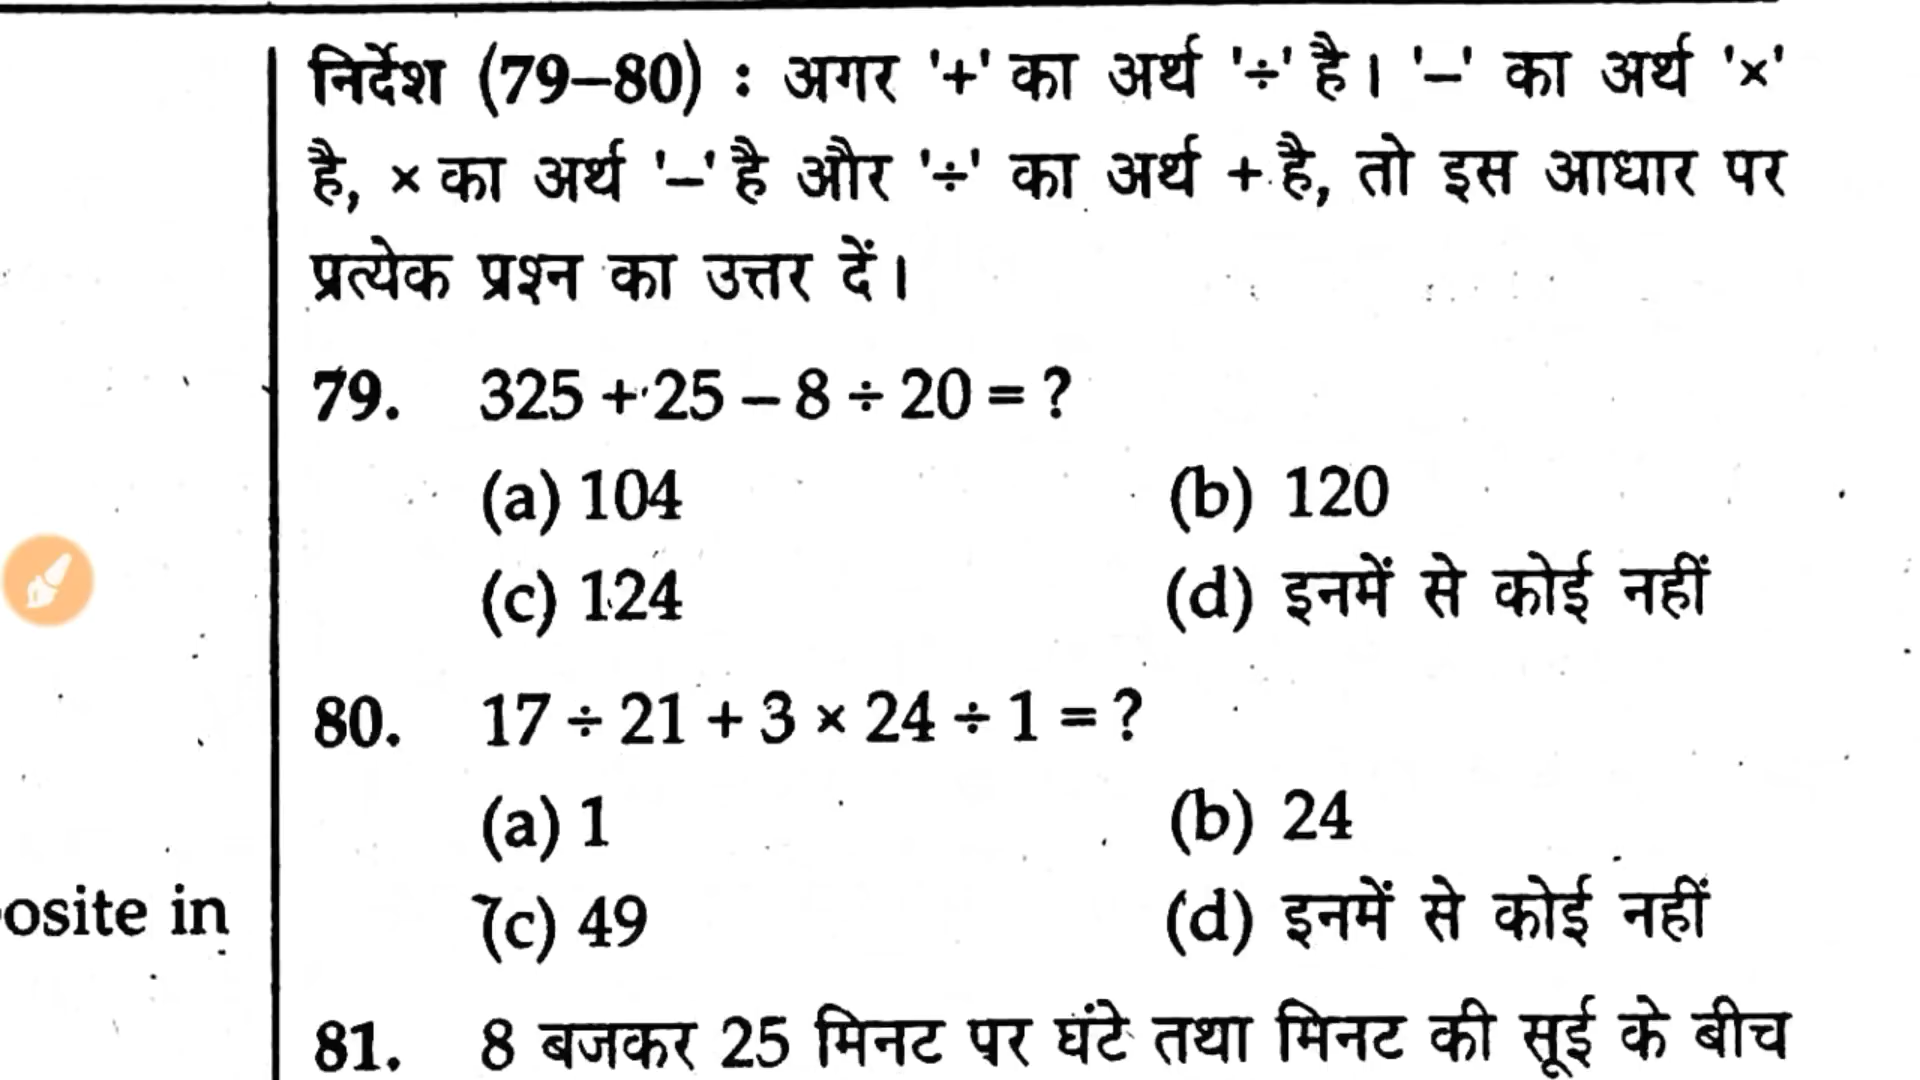 निर्देश (79–80) : अगर '+' का अर्थ '÷' है। '–' का अर्थ '×'
है, × का अर्थ '–' है और '÷' का अर्थ + है, तो इस आधार पर
प्रत्येक प्रश्न का उत्तर दें।
79. 325 + 25 – 8 ÷ 20 = ?
(a) 104 (b) 120
(c) 124 (d) इनमें से कोई नहीं
80. 17 ÷ 21 + 3 × 24 ÷ 1 = ?
(a) 1 (b) 24
(c) 49 (d) इनमें से कोई नहीं
osite in
81. 8 बजकर 25 मिनट पर घंटे तथा मिनट की सूई के बीच